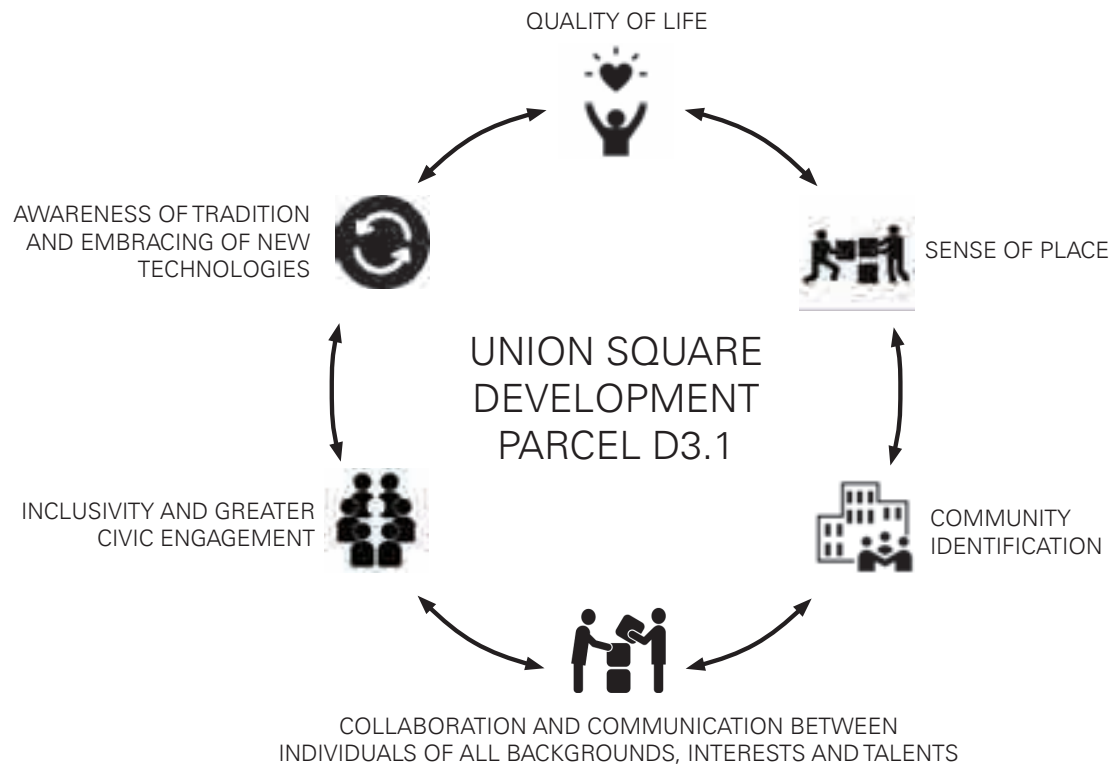 QUALITY OF LIFE
AWARENESS OF TRADITION
AND EMBRACING OF NEW
TECHNOLOGIES
SENSE OF PLACE
UNION SQUARE
DEVELOPMENT
PARCEL D3.1
INCLUSIVITY AND GREATER
CIVIC ENGAGEMENT
COMMUNITY
IDENTIFICATION
COLLABORATION AND COMMUNICATION BETWEEN
INDIVIDUALS OF ALL BACKGROUNDS, INTERESTS AND TALENTS